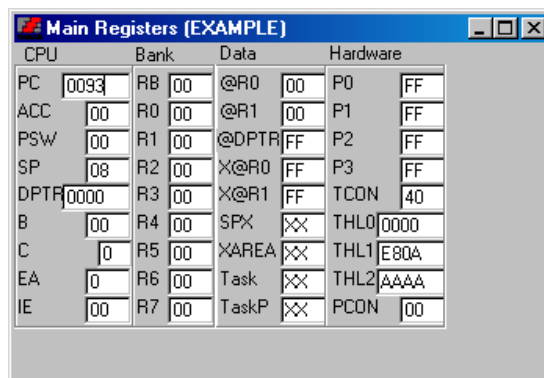 Main Registers (EXAMPLE)
CPU Bank Data Hardware
PC 0093 RB 00 @R0 00 P0 FF
ACC 00 R0 00 @R1 00 P1 FF
PSW 00 R1 00 @DPTR FF P2 FF
SP 08 R2 00 X@R0 FF P3 FF
DPTR 0000 R3 00 X@R1 FF TCON 40
B 00 R4 00 SPX XX THL0 0000
C 0 R5 00 XAREA XX THL1 E80A
EA 0 R6 00 Task XX THL2 AAAA
IE 00 R7 00 TaskP XX PCON 00